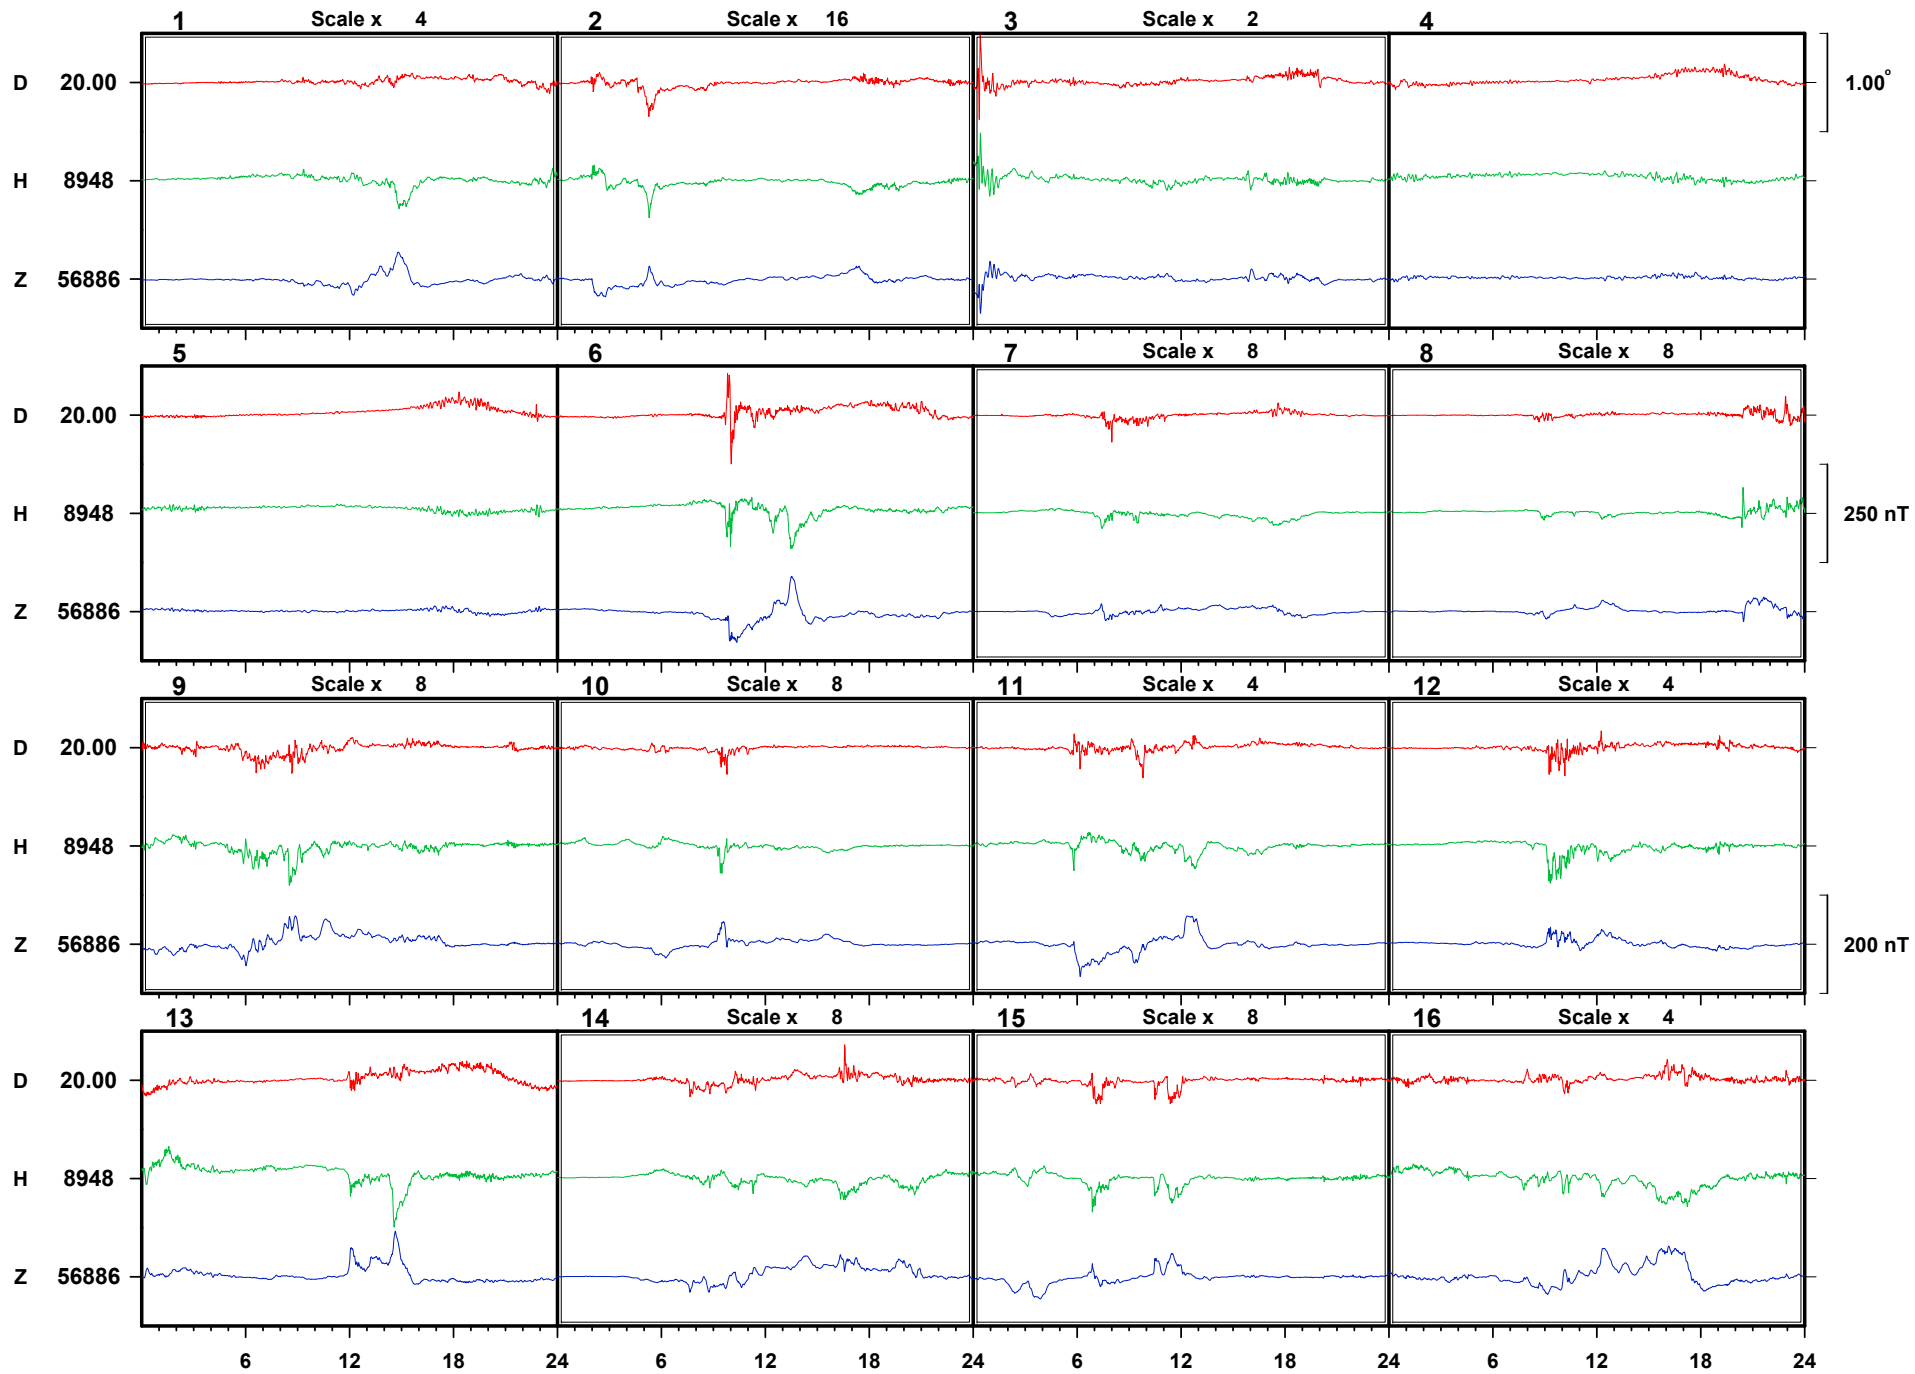 1 Scale x 4 2 Scale x 16 3 Scale x 2 4
D 20.00 1.00°
H 8948
Z 56886
5 6 7 Scale x 8 8 Scale x 8
D 20.00
H 8948 250 nT
Z 56886
9 Scale x 8 10 Scale x 8 11 Scale x 4 12 Scale x 4
D 20.00
H 8948
Z 56886 200 nT
13 14 Scale x 8 15 Scale x 8 16 Scale x 4
D 20.00
H 8948
Z 56886
6 12 18 24 6 12 18 24 6 12 18 24 6 12 18 24